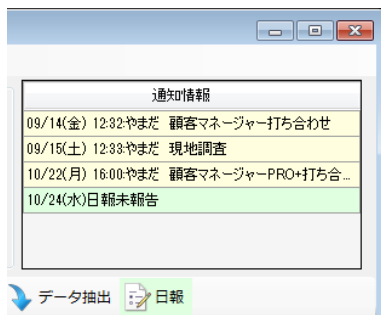 通知情報
09/14(金) 12:32:やまだ 顧客マネージャー打ち合わせ
09/15(土) 12:33:やまだ 現地調査
10/22(月) 16:00:やまだ 顧客マネージャーPRO+打ち合...
10/24(水)日報未報告
データ抽出 日報